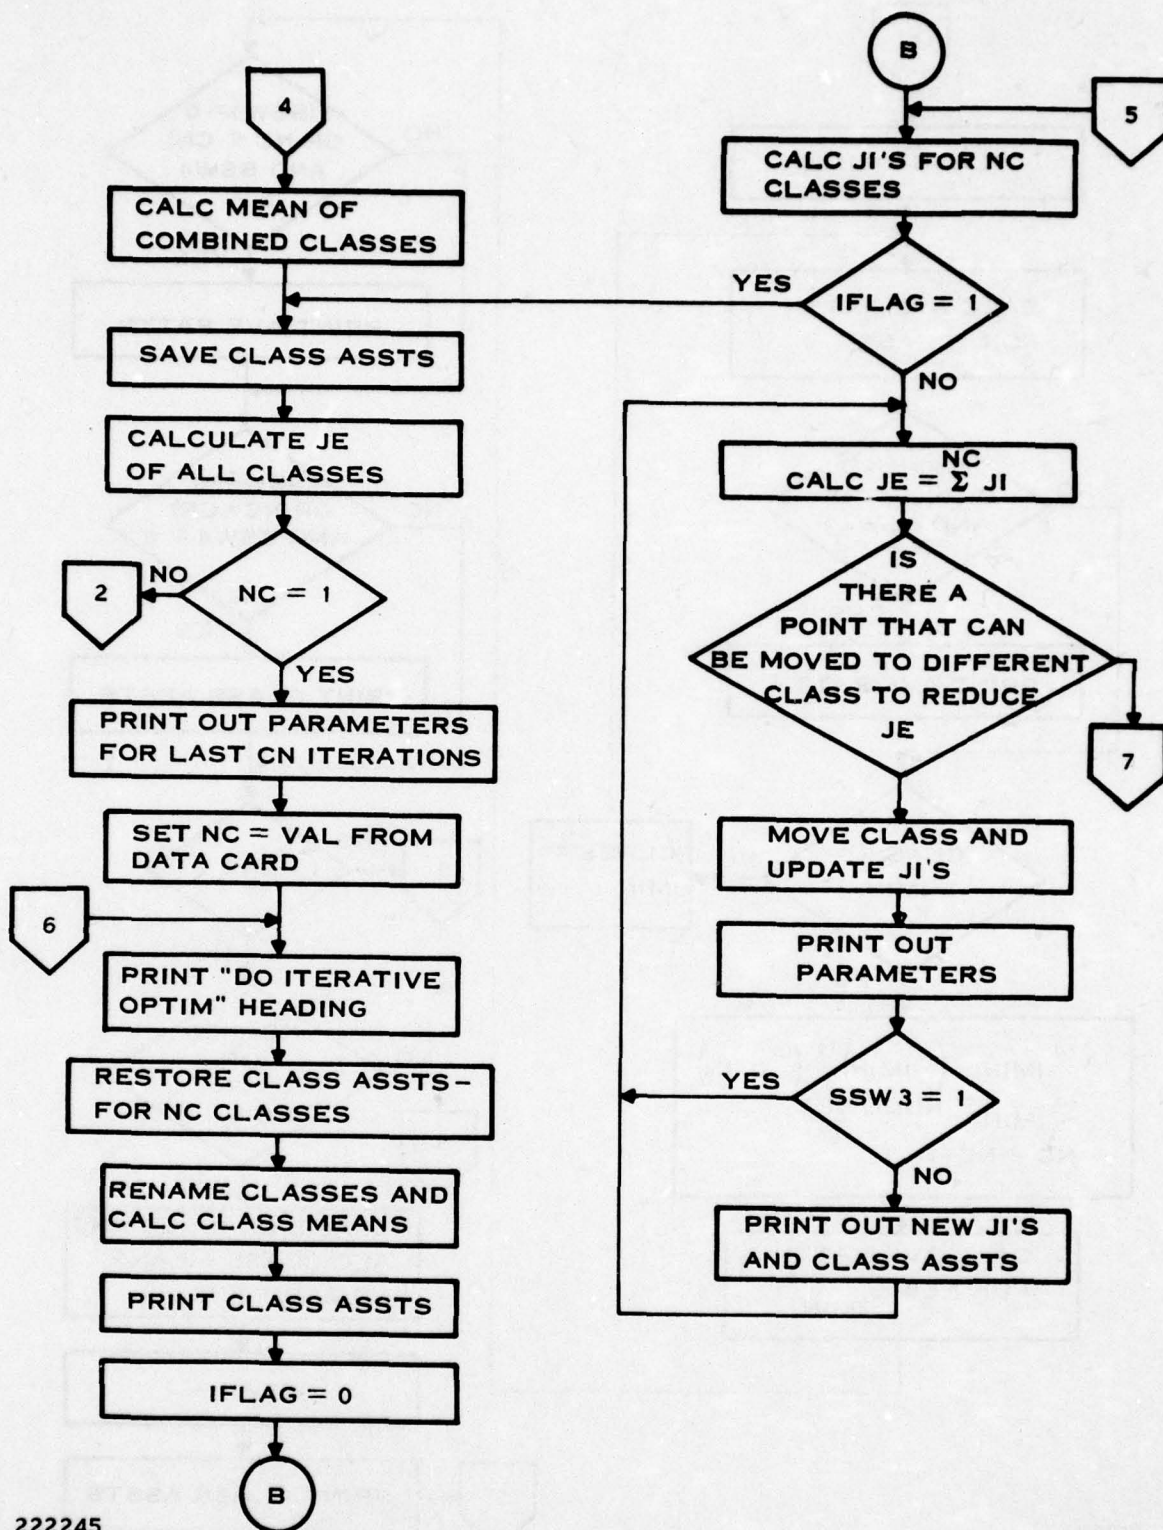 4
CALC MEAN OF
COMBINED CLASSES
SAVE CLASS ASSTS
CALCULATE JE
OF ALL CLASSES
NO
2
NC = 1
YES
PRINT OUT PARAMETERS
FOR LAST CN ITERATIONS
SET NC = VAL FROM
DATA CARD
6
PRINT "DO ITERATIVE
OPTIM" HEADING
RESTORE CLASS ASSTS –
FOR NC CLASSES
RENAME CLASSES AND
CALC CLASS MEANS
PRINT CLASS ASSTS
IFLAG = 0
B
222245
B
5
CALC JI'S FOR NC
CLASSES
YES
IFLAG = 1
NO
NC
CALC JE = Σ JI
IS
THERE A
POINT THAT CAN
BE MOVED TO DIFFERENT
CLASS TO REDUCE
JE
7
MOVE CLASS AND
UPDATE JI'S
PRINT OUT
PARAMETERS
YES
SSW 3 = 1
NO
PRINT OUT NEW JI'S
AND CLASS ASSTS